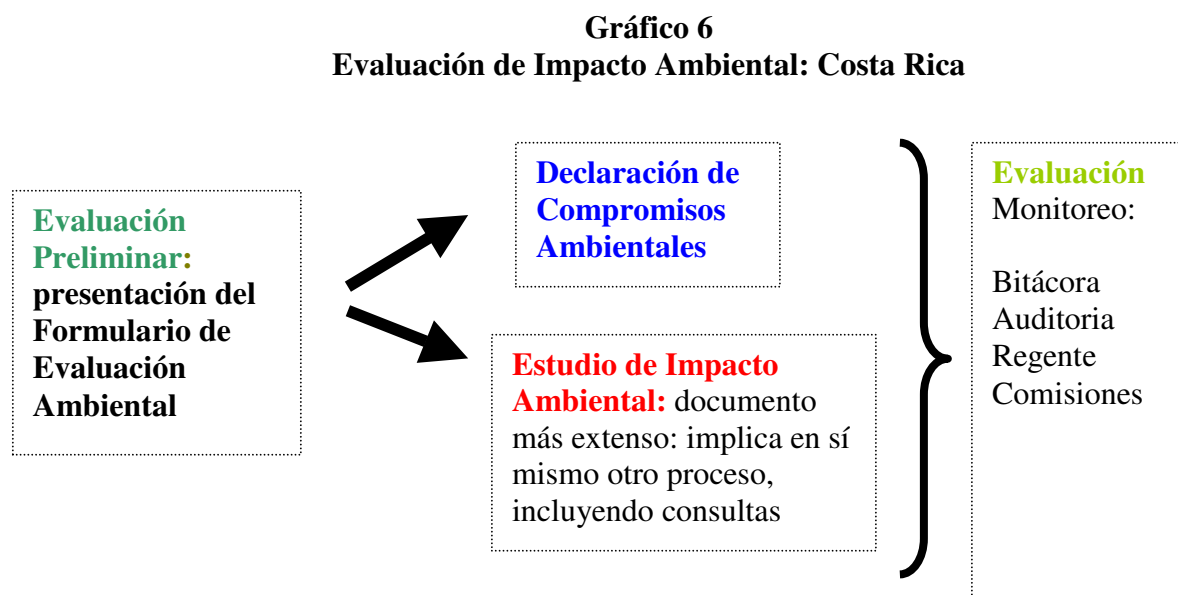 Gráfico 6
Evaluación de Impacto Ambiental: Costa Rica
Evaluación
Preliminar:
presentación del
Formulario de
Evaluación
Ambiental
Declaración de
Compromisos
Ambientales
Estudio de Impacto
Ambiental: documento
más extenso: implica en sí
mismo otro proceso,
incluyendo consultas
Evaluación
Monitoreo:
Bitácora
Auditoria
Regente
Comisiones